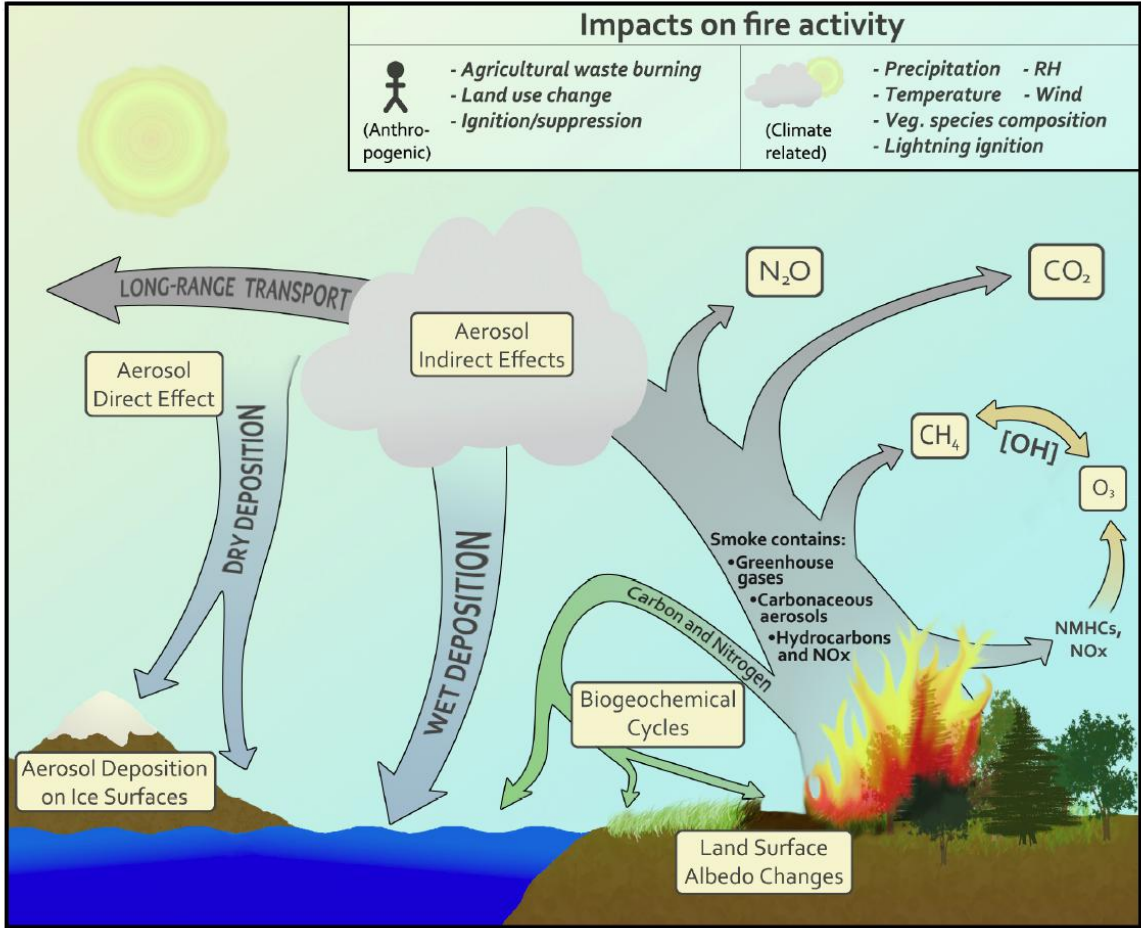 Impacts on fire activity
(Anthro-
pogenic)
- Agricultural waste burning
- Land use change
- Ignition/suppression
(Climate
related)
- Precipitation - RH
- Temperature - Wind
- Veg. species composition
- Lightning ignition
LONG-RANGE TRANSPORT
Aerosol
Direct Effect
Aerosol
Indirect Effects
N₂O
CO₂
CH₄
[OH]
O₃
NMHCs,
NOx
DRY DEPOSITION
WET DEPOSITION
Smoke contains:
•Greenhouse
gases
•Carbonaceous
aerosols
•Hydrocarbons
and NOx
Carbon and Nitrogen
Biogeochemical
Cycles
Aerosol Deposition
on Ice Surfaces
Land Surface
Albedo Changes